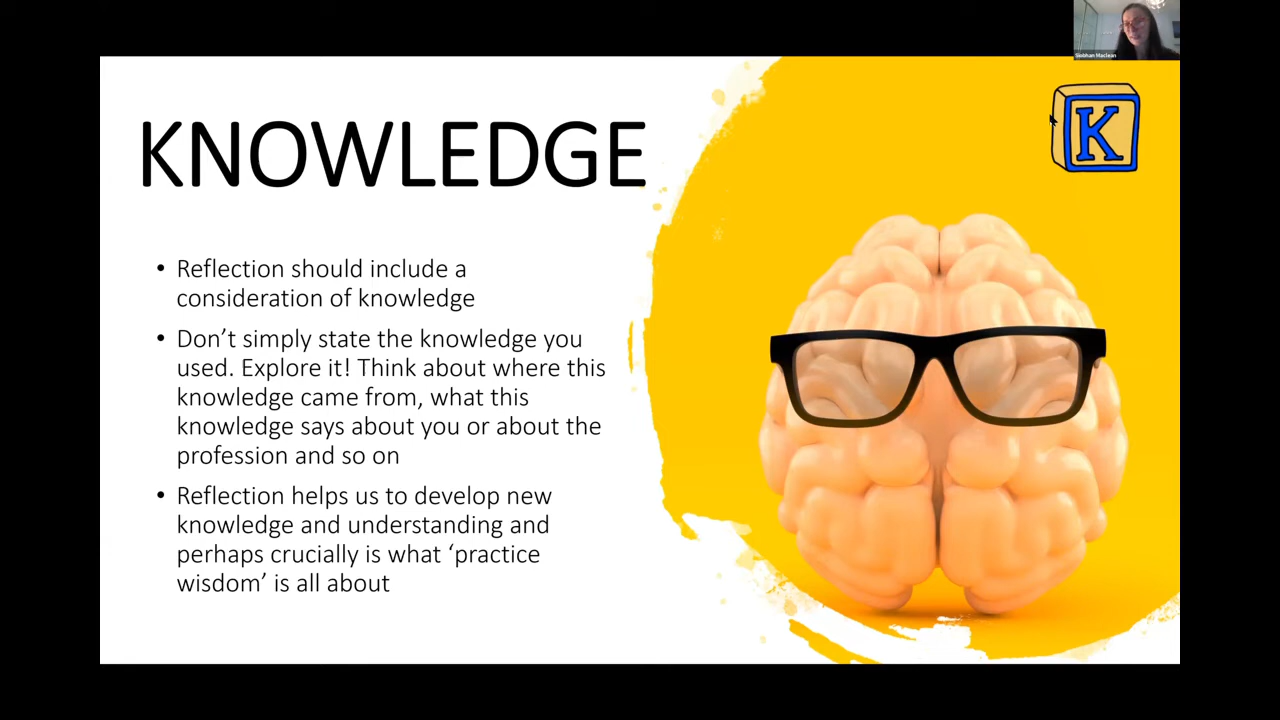 Siobhan Maclean
K
KNOWLEDGE
• Reflection should include a
consideration of knowledge
• Don’t simply state the knowledge you
used. Explore it! Think about where this
knowledge came from, what this
knowledge says about you or about the
profession and so on
• Reflection helps us to develop new
knowledge and understanding and
perhaps crucially is what ‘practice
wisdom’ is all about